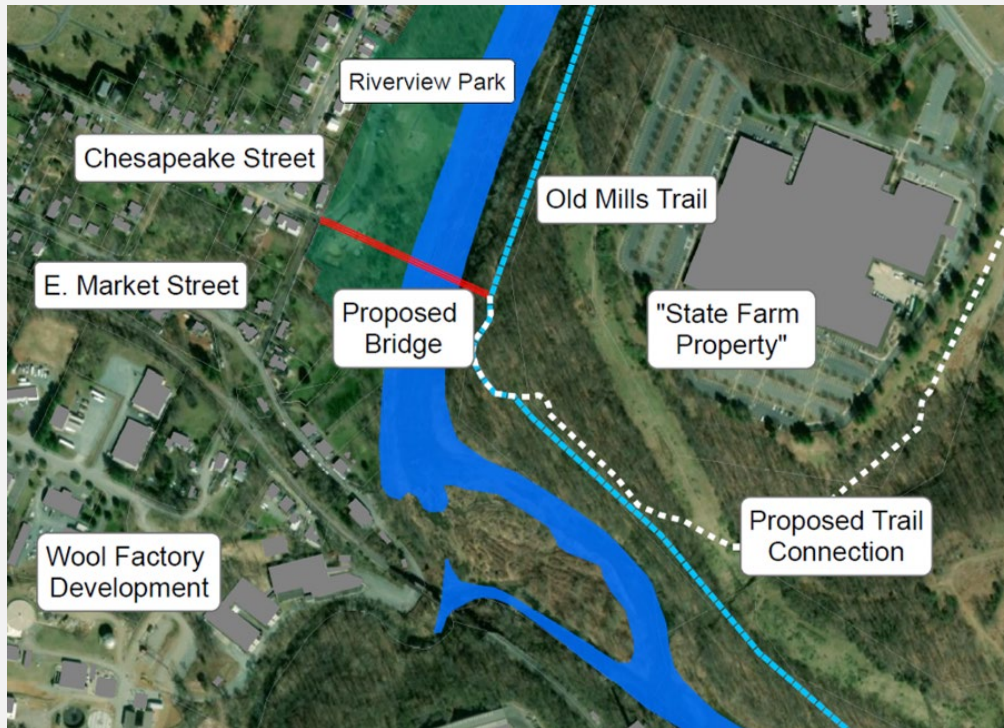 Riverview Park
Chesapeake Street
Old Mills Trail
E. Market Street
Proposed
Bridge
"State Farm
Property"
Proposed Trail
Connection
Wool Factory
Development